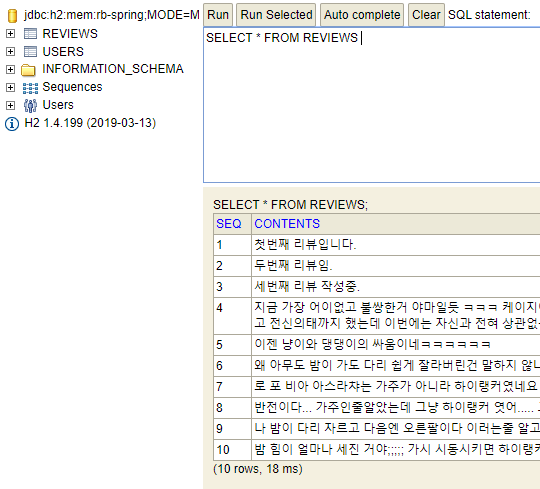 jdbc:h2:mem:rb-spring;MODE=M
REVIEWS
USERS
INFORMATION_SCHEMA
Sequences
Users
H2 1.4.199 (2019-03-13)
Run Run Selected Auto complete Clear SQL statement:
SELECT * FROM REVIEWS
SELECT * FROM REVIEWS;
SEQ CONTENTS
1 첫번째 리뷰입니다.
2 두번째 리뷰임.
3 세번째 리뷰 작성중.
4 지금 가장 어이없고 불쌍한거 야마일듯 ㅋㅋㅋ 케이지
고 전신의태까지 했는데 이번에는 자신과 전혀 상관없
5 이젠 냥이와 댕댕이의 싸움이네ㅋㅋㅋㅋㅋㅋ
6 왜 아무도 밤이 가도 다리 쉽게 잘라버린건 말하지 않
7 로 포 비아 아스라챠는 가주가 아니라 하이랭커였네요
8 반전이다... 가주인줄알았는데 그냥 하이랭커 엿어.....
9 나 밤이 다리 자르고 다음엔 오른팔이다 이러는줄 알고
10 밤 힘이 얼마나 세진 거야;;;;; 가시 시동시키면 하이랭커
(10 rows, 18 ms)